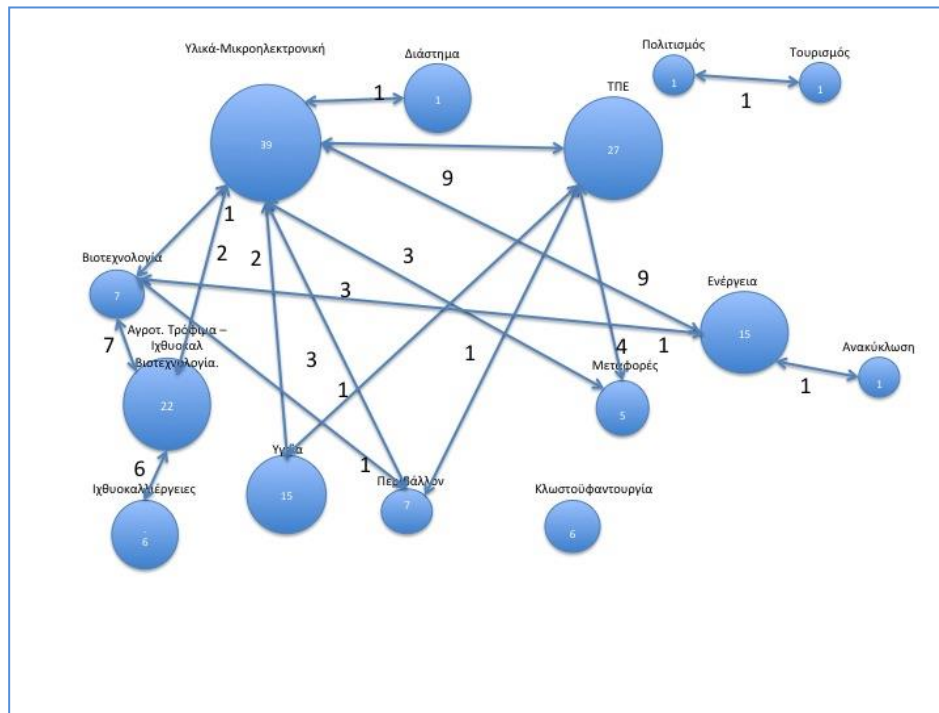 Υλικά-Μικροηλεκτρονική
Διάστημα
Πολιτισμός
Τουρισμός
ΤΠΕ
1
1
1
1
1
39
27
9
1
2
2
3
Βιοτεχνολογία
7
3
9
Ενέργεια
15
Αγροτ. Τρόφιμα –
Ιχθυοκαλ
Βιοτεχνολογία.
7
22
3
1
1
4
1
Μεταφορές
5
Ανακύκλωση
1
1
6
Ιχθυοκαλλιέργειες
6
Υγεία
15
1
Περιβάλλον
7
Κλωστοϋφαντουργία
6